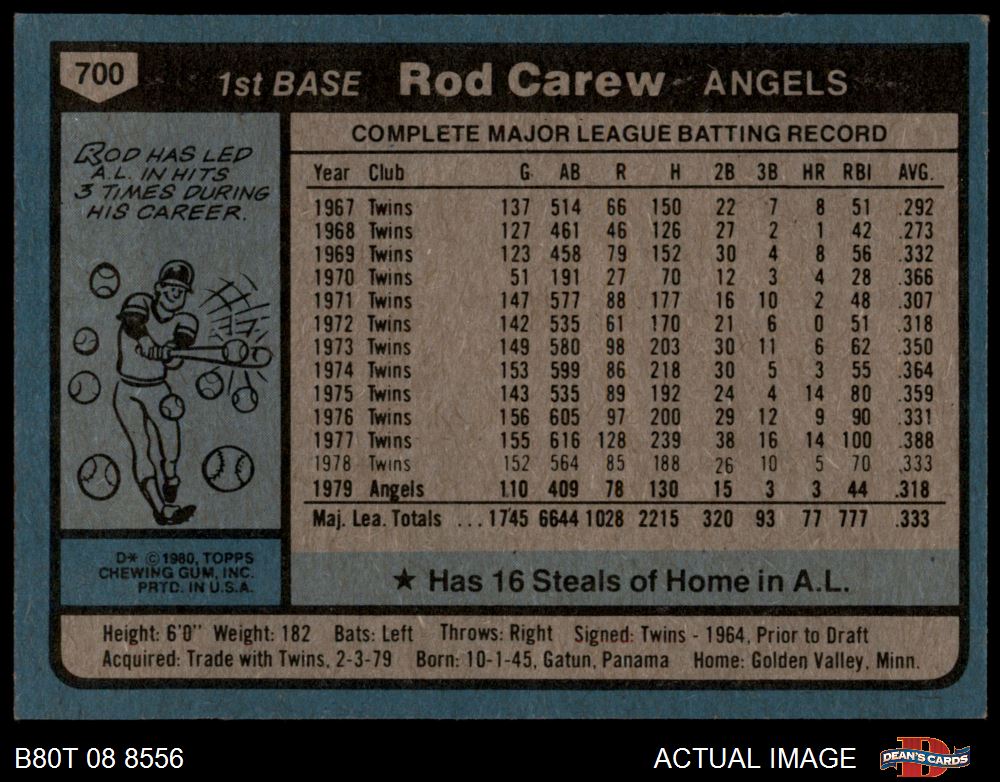 700
1st BASE Rod Carew ANGELS
ROD HAS LED
A.L. IN HITS
3 TIMES DURING
HIS CAREER.
D* ©1980, TOPPS
CHEWING GUM, INC.
PRTD. IN U.S.A.
COMPLETE MAJOR LEAGUE BATTING RECORD
Year Club G AB R H 2B 3B HR RBI AVG.
1967 Twins 137 514 66 150 22 7 8 51 .292
1968 Twins 127 461 46 126 27 2 1 42 .273
1969 Twins 123 458 79 152 30 4 8 56 .332
1970 Twins 51 191 27 70 12 3 4 28 .366
1971 Twins 147 577 88 177 16 10 2 48 .307
1972 Twins 142 535 61 170 21 6 0 51 .318
1973 Twins 149 580 98 203 30 11 6 62 .350
1974 Twins 153 599 86 218 30 5 3 55 .364
1975 Twins 143 535 89 192 24 4 14 80 .359
1976 Twins 156 605 97 200 29 12 9 90 .331
1977 Twins 155 616 128 239 38 16 14 100 .388
1978 Twins 152 564 85 188 26 10 5 70 .333
1979 Angels 110 409 78 130 15 3 3 44 .318
Maj. Lea. Totals ... 1745 6644 1028 2215 320 93 77 777 .333
★ Has 16 Steals of Home in A.L.
Height: 6'0" Weight: 182 Bats: Left Throws: Right Signed: Twins - 1964, Prior to Draft
Acquired: Trade with Twins, 2-3-79 Born: 10-1-45, Gatun, Panama Home: Golden Valley, Minn.
B80T 08 8556
ACTUAL IMAGE
DEAN'S CARDS